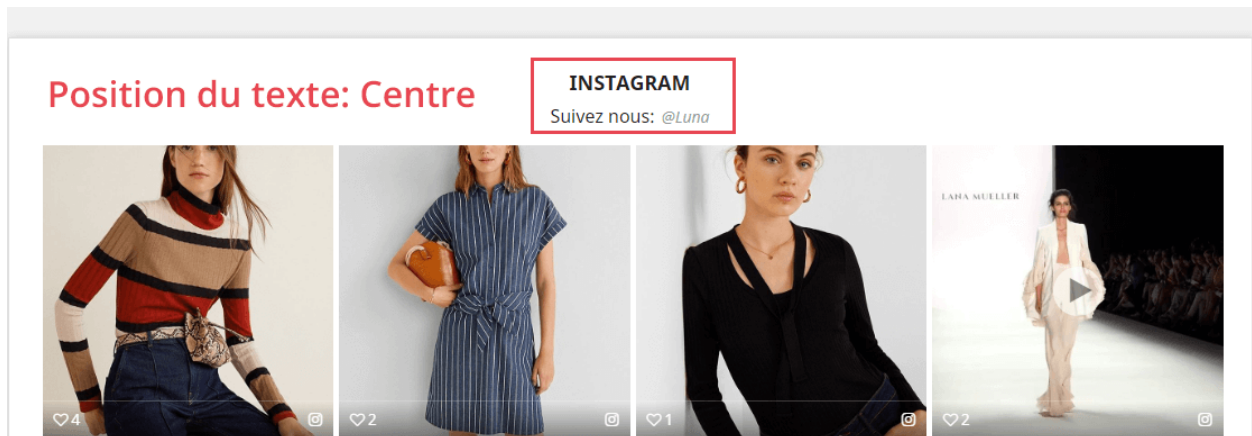 Position du texte: Centre
INSTAGRAM
Suivez nous: @Luna
LANA MUELLER
4
2
1
2